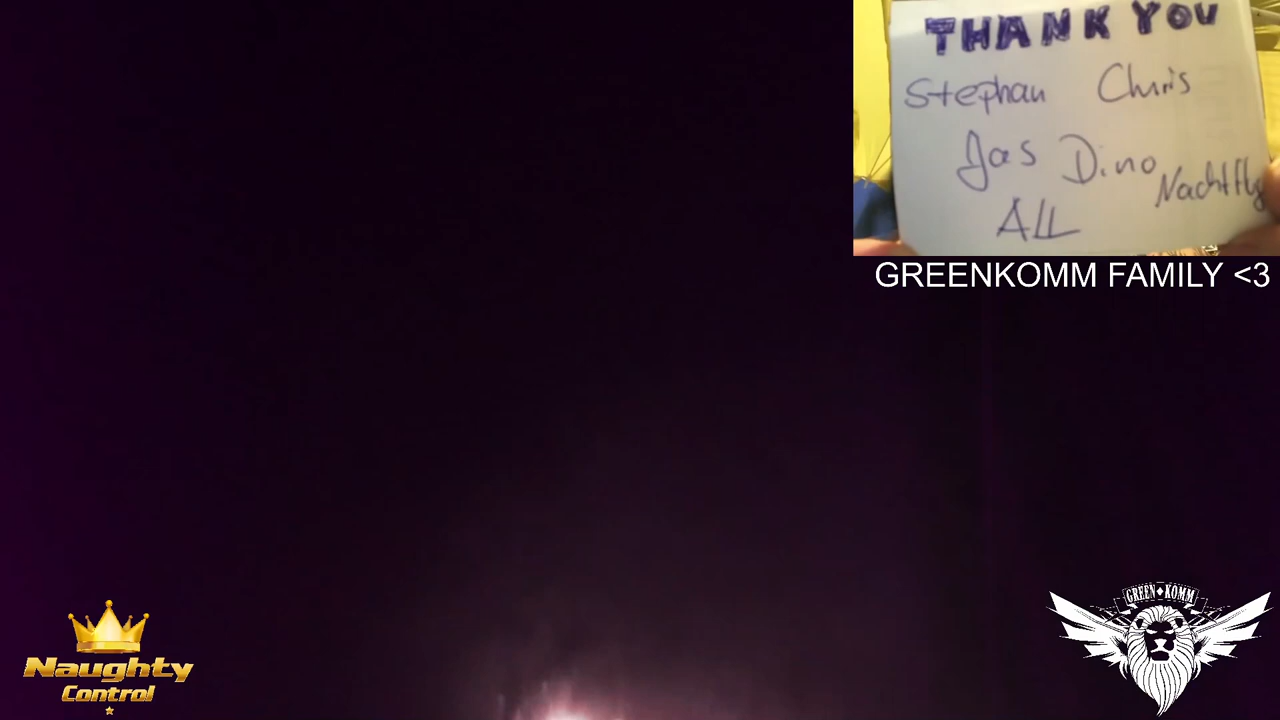 THANK YOU
Stephan Chris
Jas Dino Nachtfly
ALL
GREENKOMM FAMILY <3
GREEN KOMM
Naughty
Control